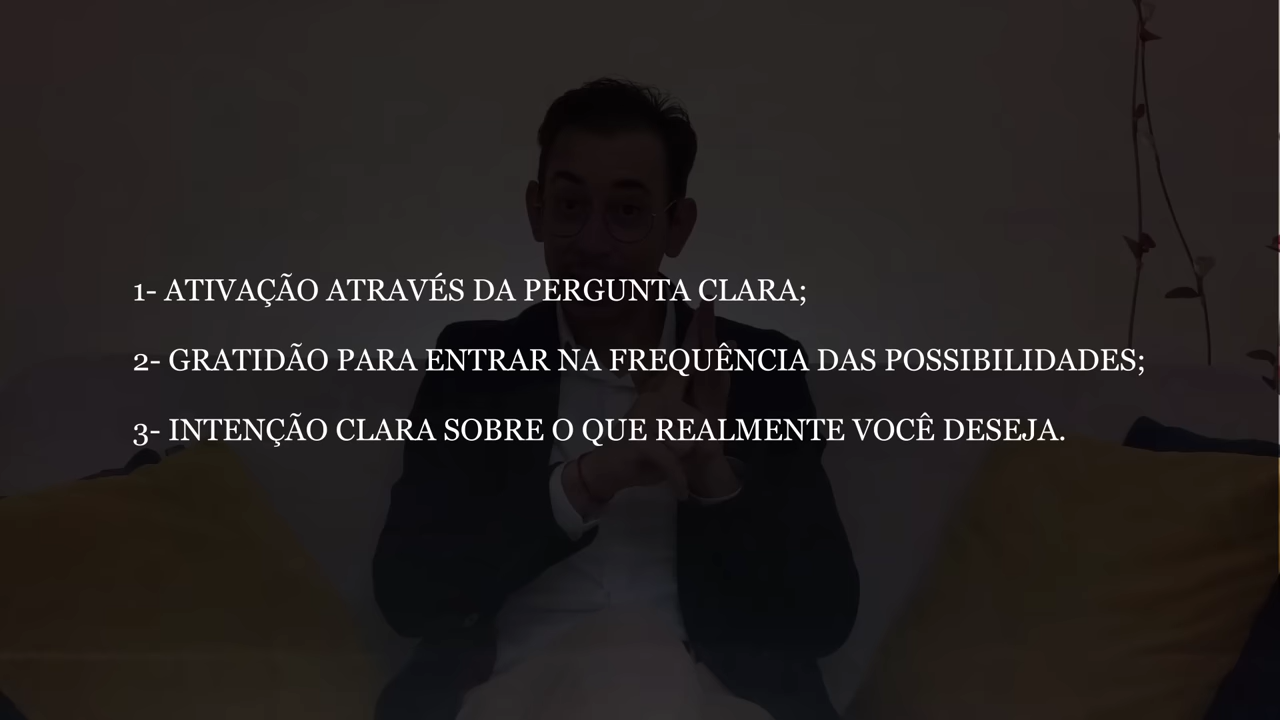 1- ATIVAÇÃO ATRAVÉS DA PERGUNTA CLARA;
2- GRATIDÃO PARA ENTRAR NA FREQUÊNCIA DAS POSSIBILIDADES;
3- INTENÇÃO CLARA SOBRE O QUE REALMENTE VOCÊ DESEJA.